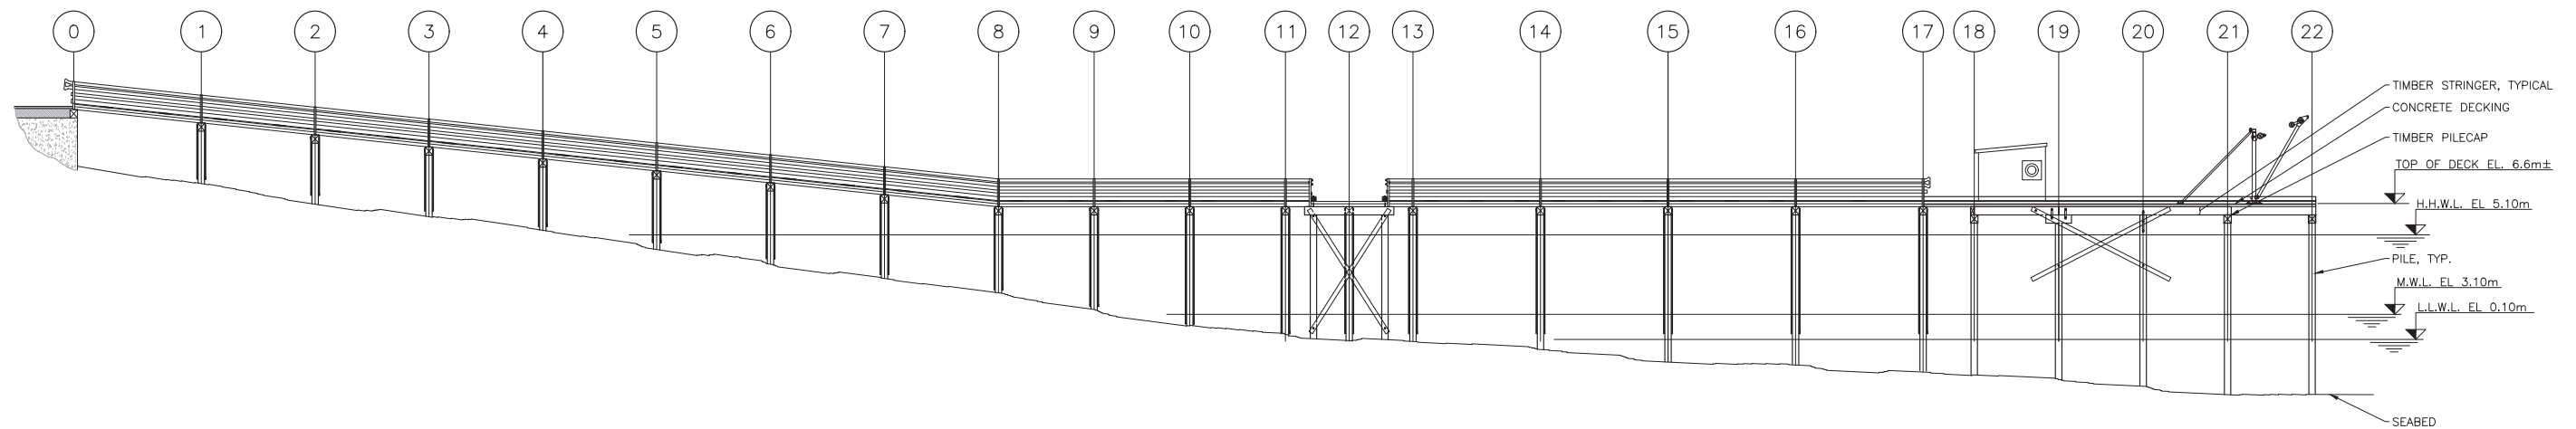 0 1 2 3 4 5 6 7 8 9 10 11 12 13 14 15 16 17 18 19 20 21 22
TIMBER STRINGER, TYPICAL
CONCRETE DECKING
TIMBER PILECAP
TOP OF DECK EL. 6.6m±
H.H.W.L. EL 5.10m
PILE, TYP.
M.W.L. EL 3.10m
L.L.W.L. EL 0.10m
SEABED